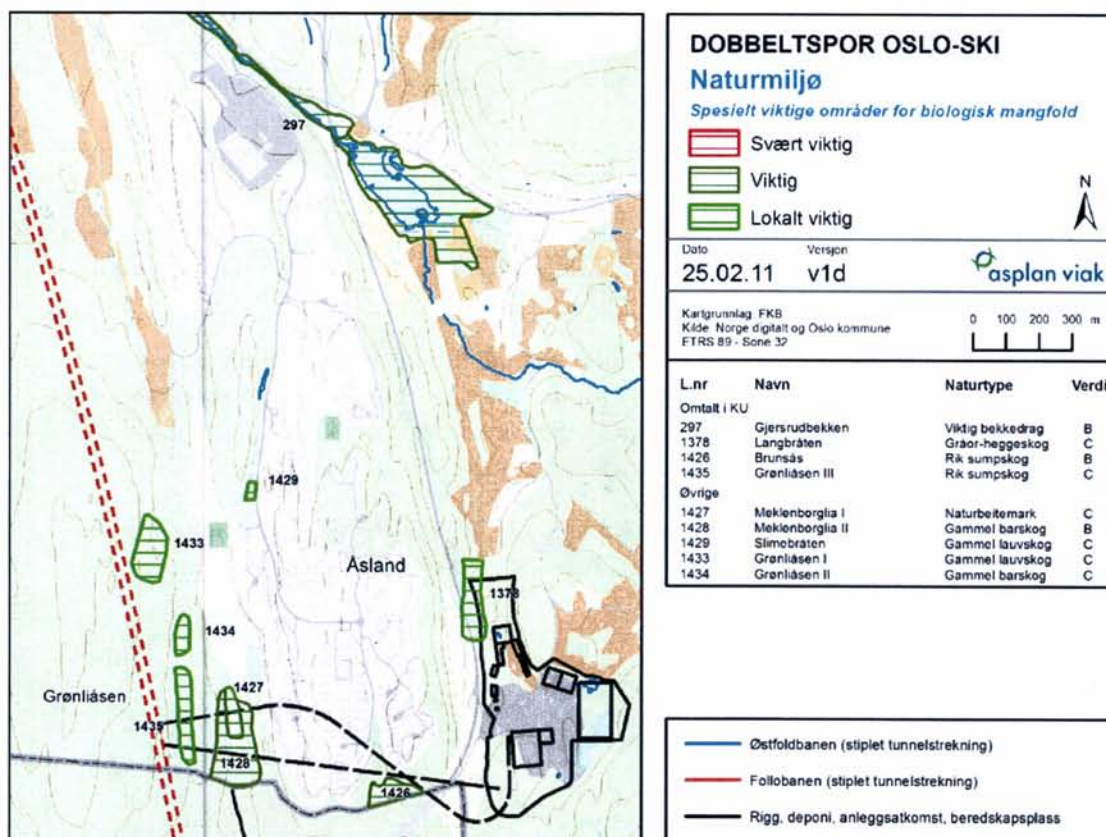 297
1429
1433
Åsland
1378
1434
Grønliåsen
1427
1435
1428
1426
DOBBELTSPOR OSLO-SKI
Naturmiljø
Spesielt viktige områder for biologisk mangfold
Svært viktig
Viktig
Lokalt viktig
N
Dato Versjon
25.02.11 v1d
asplan viak
Kartgrunnlag FKB
Kilde Norge digitalt og Oslo kommune
ETRS 89 - Sone 32
0 100 200 300 m
L.nr Navn Naturtype Verdi
Omtalt i KU
297 Gjersrudbekken Viktig bekkedrag B
1378 Langbråten Gråor-heggeskog C
1426 Brunsås Rik sumpskog B
1435 Grønliåsen III Rik sumpskog C
Øvrige
1427 Meklenborglia I Naturbeitemark C
1428 Meklenborglia II Gammel barskog B
1429 Slimebråten Gammel lauvskog C
1433 Grønliåsen I Gammel lauvskog C
1434 Grønliåsen II Gammel barskog C
Østfoldbanen (stiplet tunnelstrekning)
Follobanen (stiplet tunnelstrekning)
Rigg, deponi, anleggsatkomst, beredskapsplass